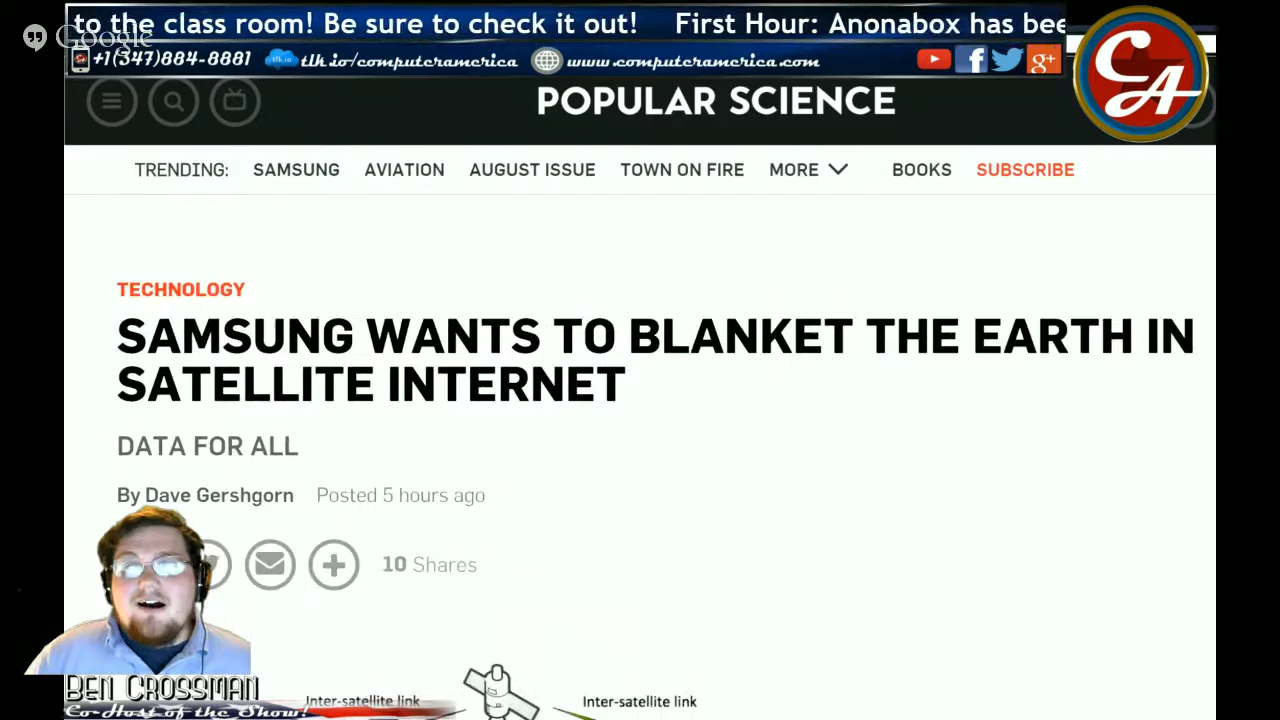 to the class room! Be sure to check it out! First Hour: Anonabox has bee
Google
+1(347)884-8881 tlk.io/computeramerica www.computeramerica.com
CA
POPULAR SCIENCE
TRENDING: SAMSUNG AVIATION AUGUST ISSUE TOWN ON FIRE MORE BOOKS SUBSCRIBE
TECHNOLOGY
SAMSUNG WANTS TO BLANKET THE EARTH IN
SATELLITE INTERNET
DATA FOR ALL
By Dave Gershgorn Posted 5 hours ago
10 Shares
BEN CROSSMAN
Co-Host of the Show!
Inter-satellite link Inter-satellite link